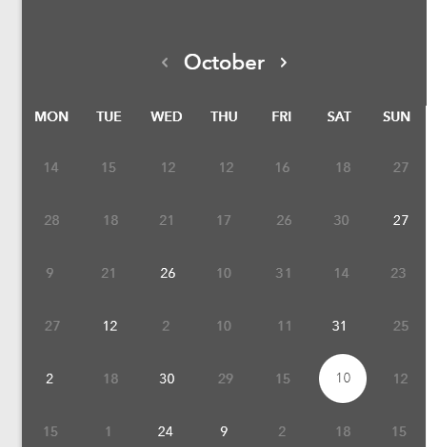 ‹ October ›
MON TUE WED THU FRI SAT SUN
14 15 12 12 16 18 27
28 18 21 17 26 30 27
9 21 26 10 31 14 23
27 12 2 10 11 31 25
2 18 30 29 15 10 12
15 1 24 9 2 18 15